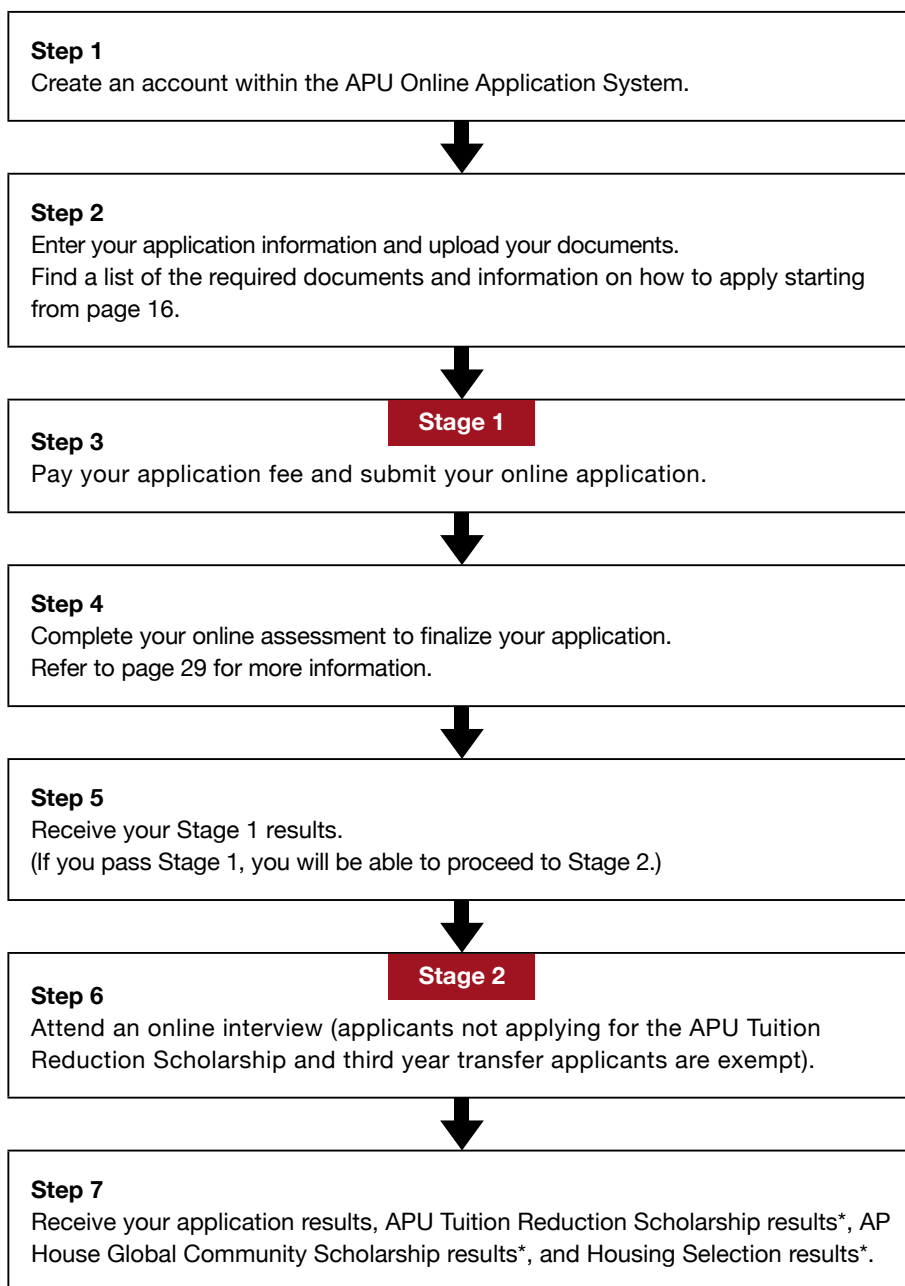 Step 1
Create an account within the APU Online Application System.
Step 2
Enter your application information and upload your documents.
Find a list of the required documents and information on how to apply starting
from page 16.
Stage 1
Step 3
Pay your application fee and submit your online application.
Step 4
Complete your online assessment to finalize your application.
Refer to page 29 for more information.
Step 5
Receive your Stage 1 results.
(If you pass Stage 1, you will be able to proceed to Stage 2.)
Stage 2
Step 6
Attend an online interview (applicants not applying for the APU Tuition
Reduction Scholarship and third year transfer applicants are exempt).
Step 7
Receive your application results, APU Tuition Reduction Scholarship results*, AP
House Global Community Scholarship results*, and Housing Selection results*.